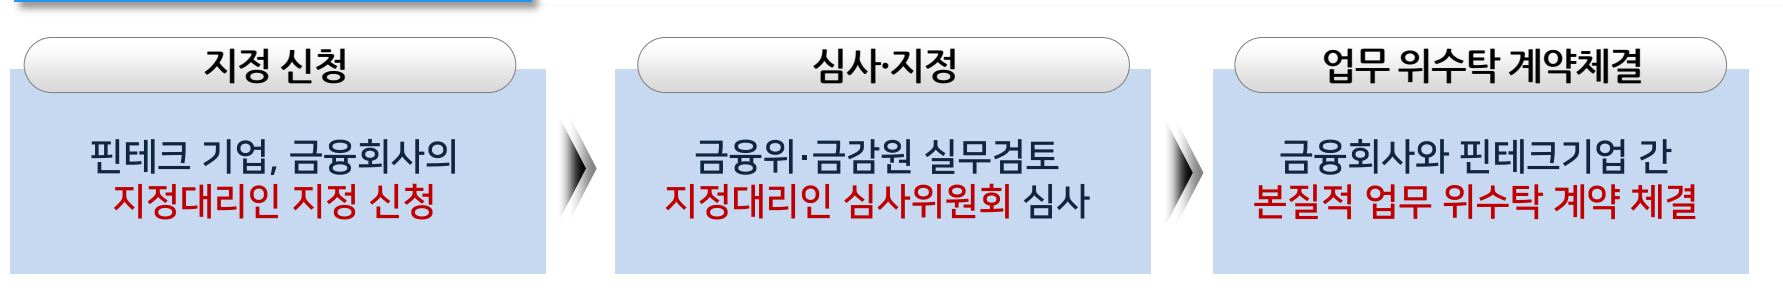 지정 신청
핀테크 기업, 금융회사의
지정대리인 지정 신청
심사·지정
금융위·금감원 실무검토
지정대리인 심사위원회 심사
업무 위수탁 계약체결
금융회사와 핀테크기업 간
본질적 업무 위수탁 계약 체결